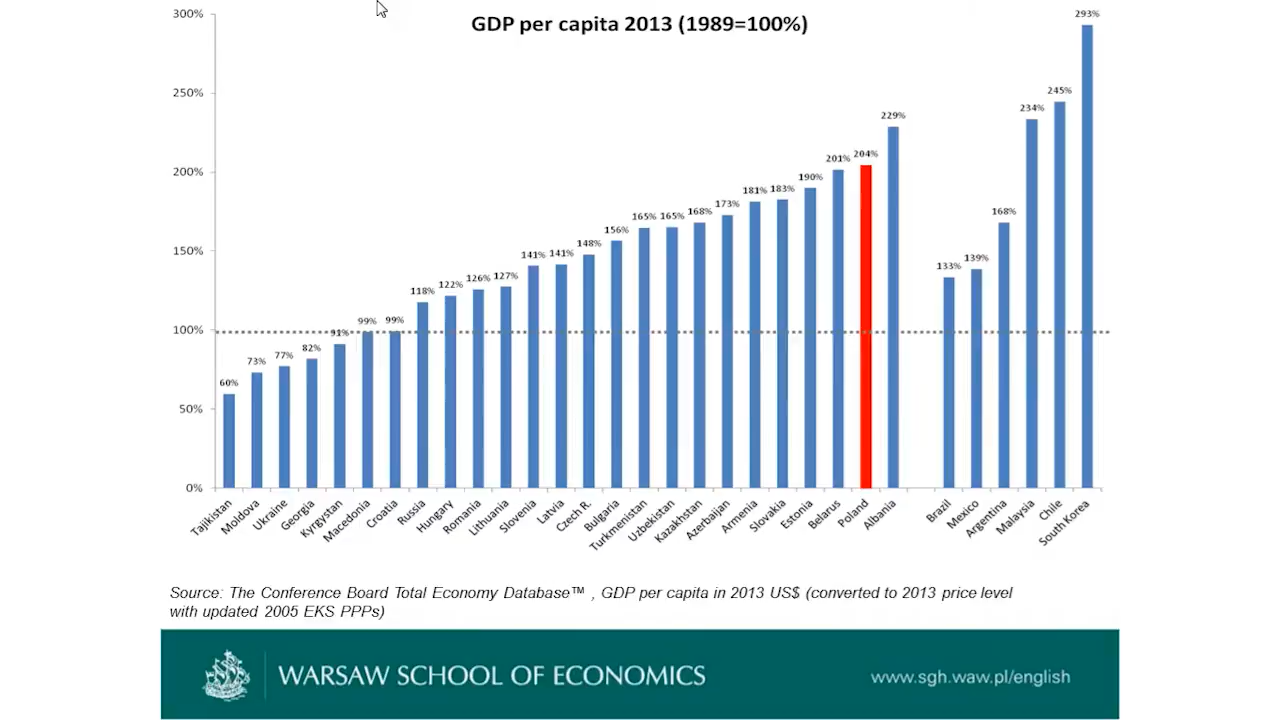 GDP per capita 2013 (1989=100%)
300%
250%
200%
150%
100%
50%
0%
60%
73%
77%
82%
91%
99%
99%
118%
122%
126%
127%
141%
141%
148%
156%
165%
165%
168%
173%
181%
183%
190%
201%
204%
229%
133%
139%
168%
234%
245%
293%
Tajikistan
Moldova
Ukraine
Georgia
Kyrgystan
Macedonia
Croatia
Russia
Hungary
Romania
Lithuania
Slovenia
Latvia
Czech R.
Bulgaria
Turkmenistan
Uzbekistan
Kazakhstan
Azerbaijan
Armenia
Slovakia
Estonia
Belarus
Poland
Albania
Brazil
Mexico
Argentina
Malaysia
Chile
South Korea
Source: The Conference Board Total Economy Database™ , GDP per capita in 2013 US$ (converted to 2013 price level
with updated 2005 EKS PPPs)
WARSAW SCHOOL OF ECONOMICS
www.sgh.waw.pl/english